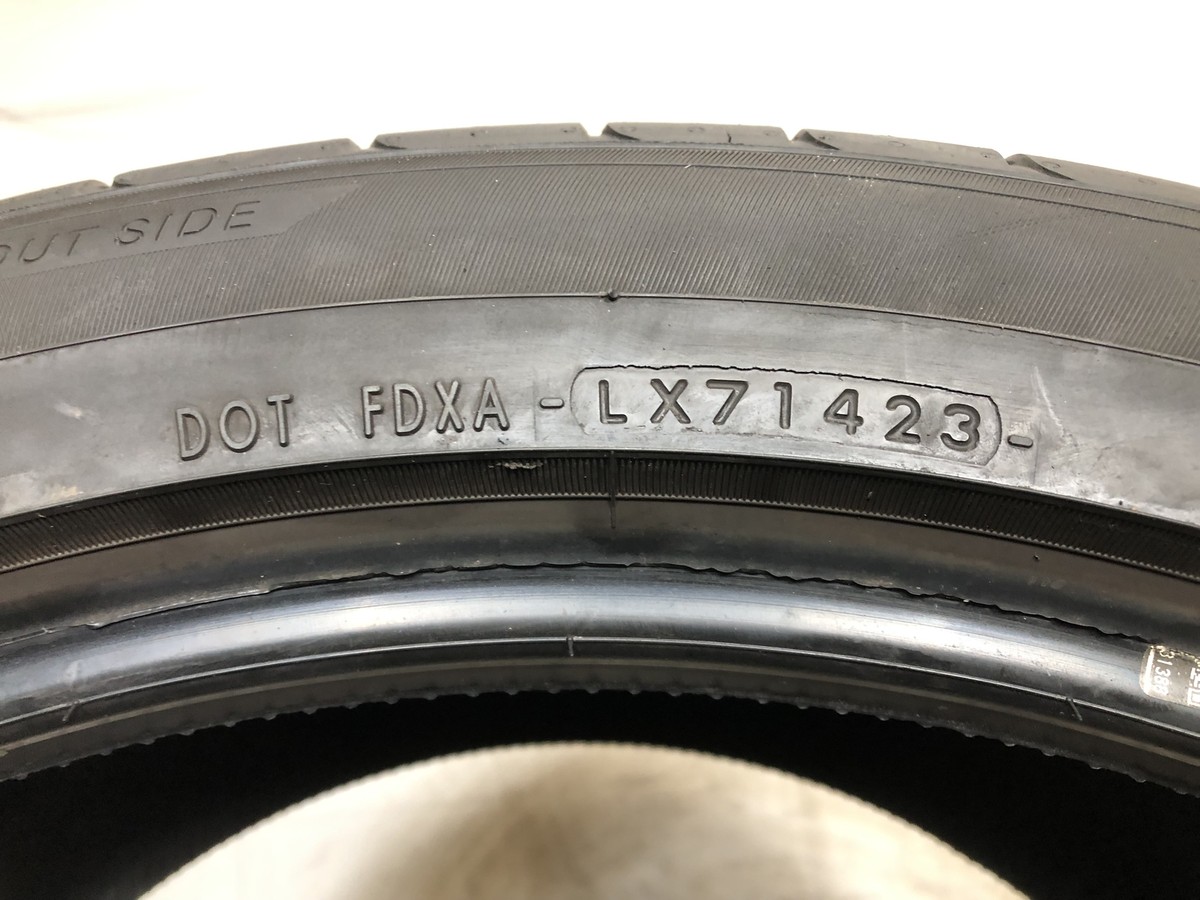 OUT SIDE
DOT FDXA -LX71423-